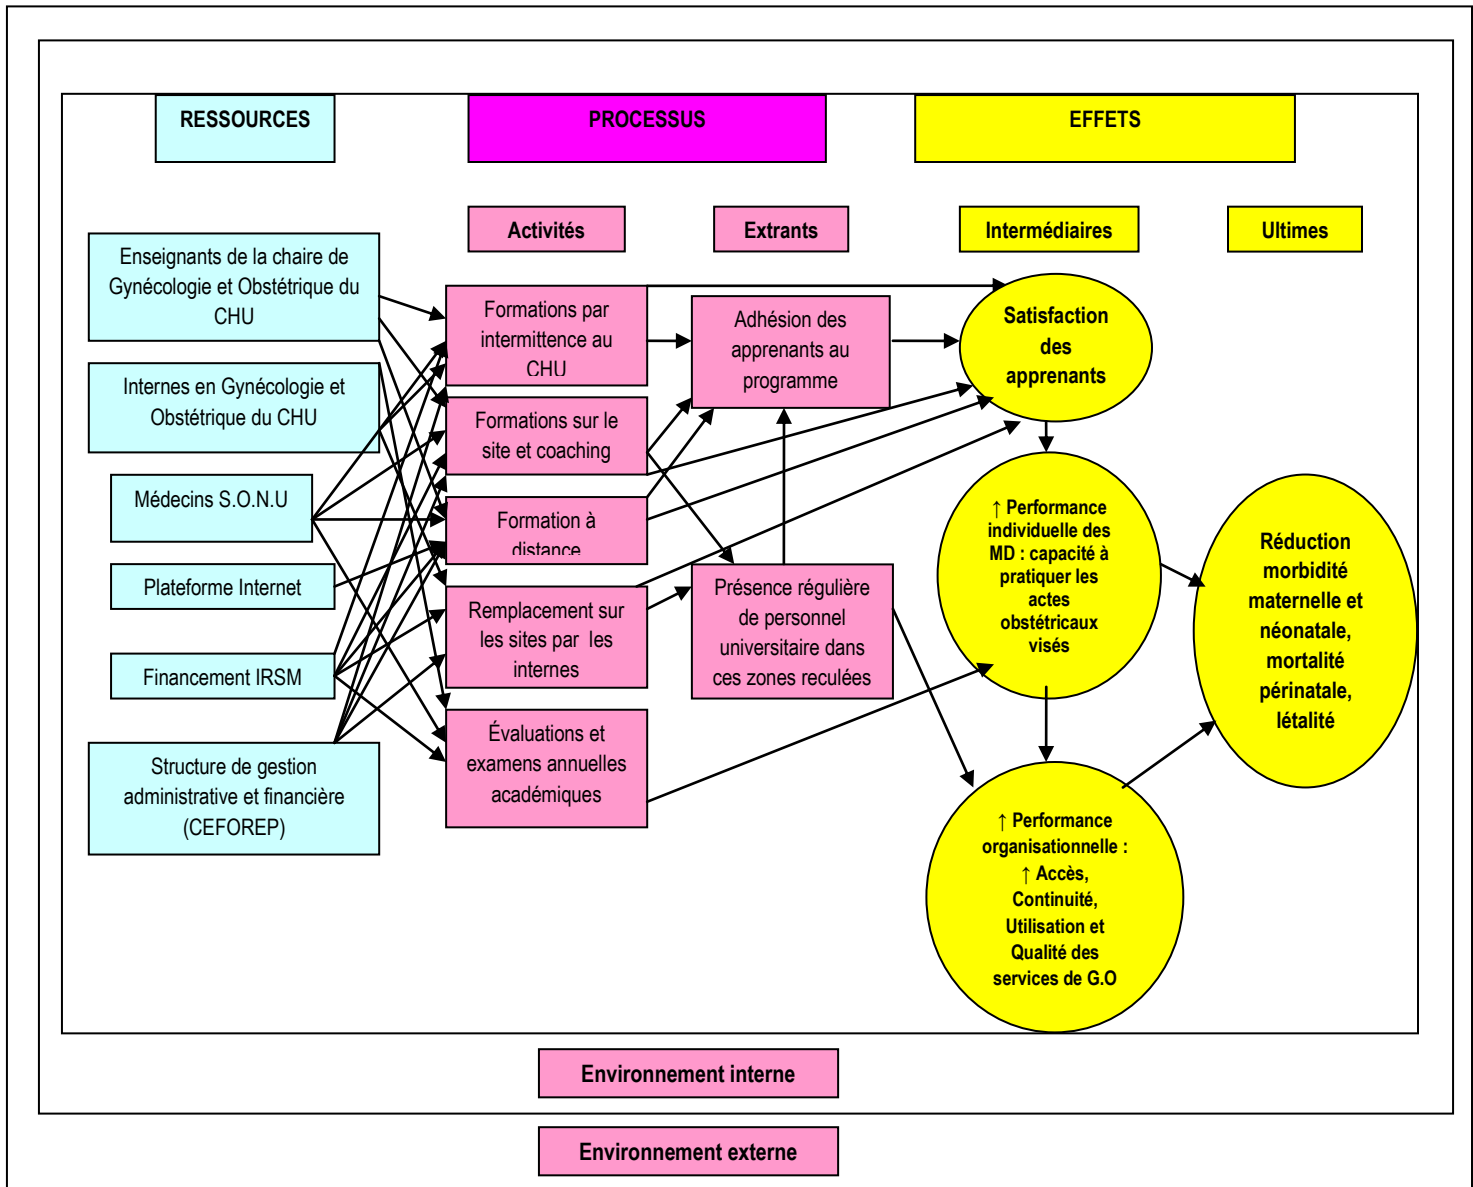 RESSOURCES
PROCESSUS
EFFETS
Activités
Extrants
Intermédiaires
Ultimes
Enseignants de la chaire de
Gynécologie et Obstétrique du
CHU
Internes en Gynécologie et
Obstétrique du CHU
Médecins S.O.N.U
Plateforme Internet
Financement IRSM
Structure de gestion
administrative et financière
(CEFOREP)
Formations par
intermittence au
CHU
Formations sur le
site et coaching
Formation à
distance
Remplacement sur
les sites par les
internes
Évaluations et
examens annuelles
académiques
Adhésion des
apprenants au
programme
Présence régulière
de personnel
universitaire dans
ces zones reculées
Satisfaction
des
apprenants
↑ Performance
individuelle des
MD : capacité à
pratiquer les
actes
obstétricaux
visés
↑ Performance
organisationnelle :
↑ Accès,
Continuité,
Utilisation et
Qualité des
services de G.O
Réduction
morbidité
maternelle et
néonatale,
mortalité
périnatale,
létalité
Environnement interne
Environnement externe